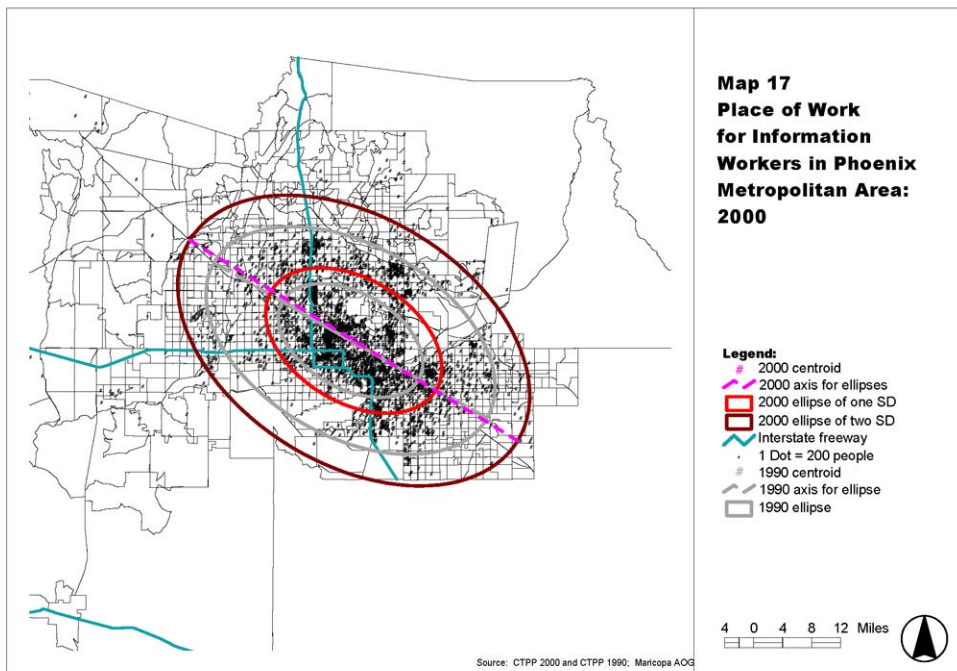 Map 17
Place of Work
for Information
Workers in Phoenix
Metropolitan Area:
2000
Legend:
# 2000 centroid
2000 axis for ellipses
2000 ellipse of one SD
2000 ellipse of two SD
Interstate freeway
1 Dot = 200 people
# 1990 centroid
1990 axis for ellipse
1990 ellipse
4 0 4 8 12 Miles
Source: CTPP 2000 and CTPP 1990; Maricopa AOG